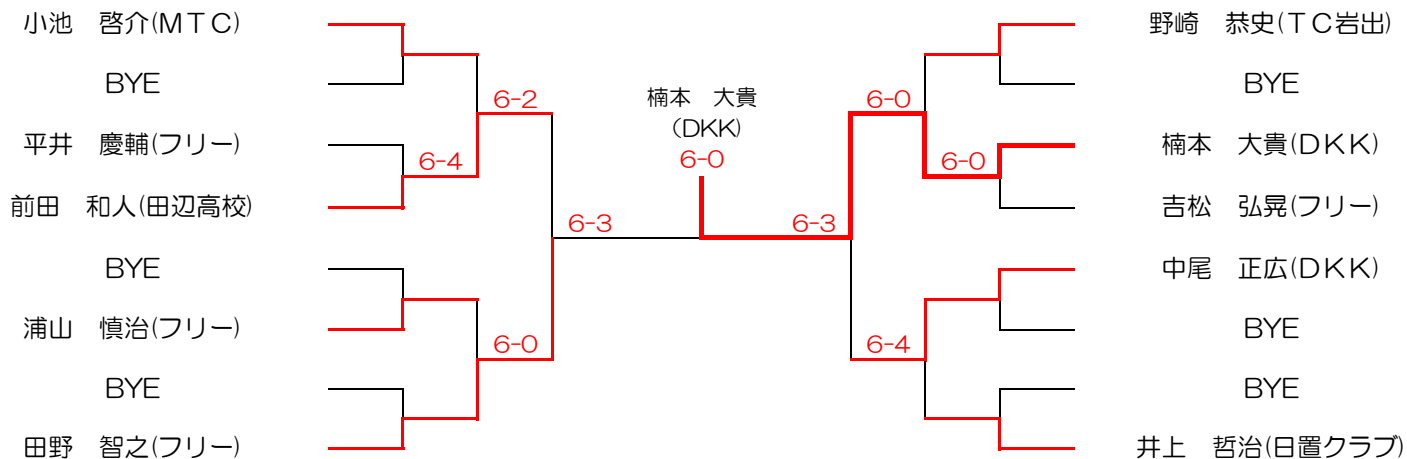 小池　啓介(ＭＴＣ)
BYE
6-2
平井　慶輔(フリー)
6-4
前田　和人(田辺高校)
6-3
BYE
浦山　慎治(フリー)
6-0
BYE
田野　智之(フリー)
楠本　大貴
（DKK)
6-0
野崎　恭史(ＴＣ岩出)
BYE
6-0
楠本　大貴(ＤＫＫ)
6-0
吉松　弘晃(フリー)
6-3
中尾　正広(ＤＫＫ)
BYE
6-4
BYE
井上　哲治(日置クラブ)